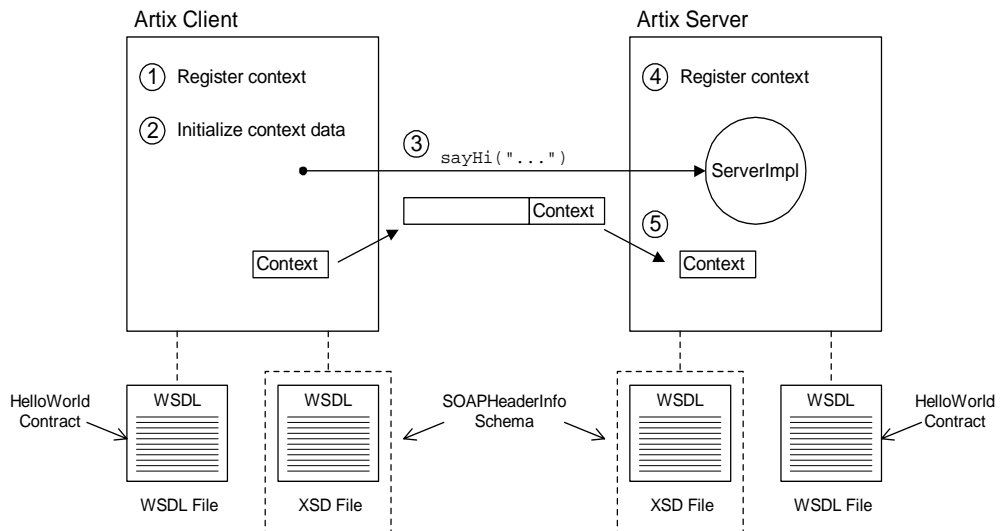 Artix Client
Artix Server
1 Register context
4 Register context
2 Initialize context data
3
sayHi("...")
ServerImpl
Context
5
Context
Context
HelloWorld
Contract
WSDL
WSDL
SOAPHeaderInfo
Schema
WSDL
WSDL
HelloWorld
Contract
WSDL File
XSD File
XSD File
WSDL File